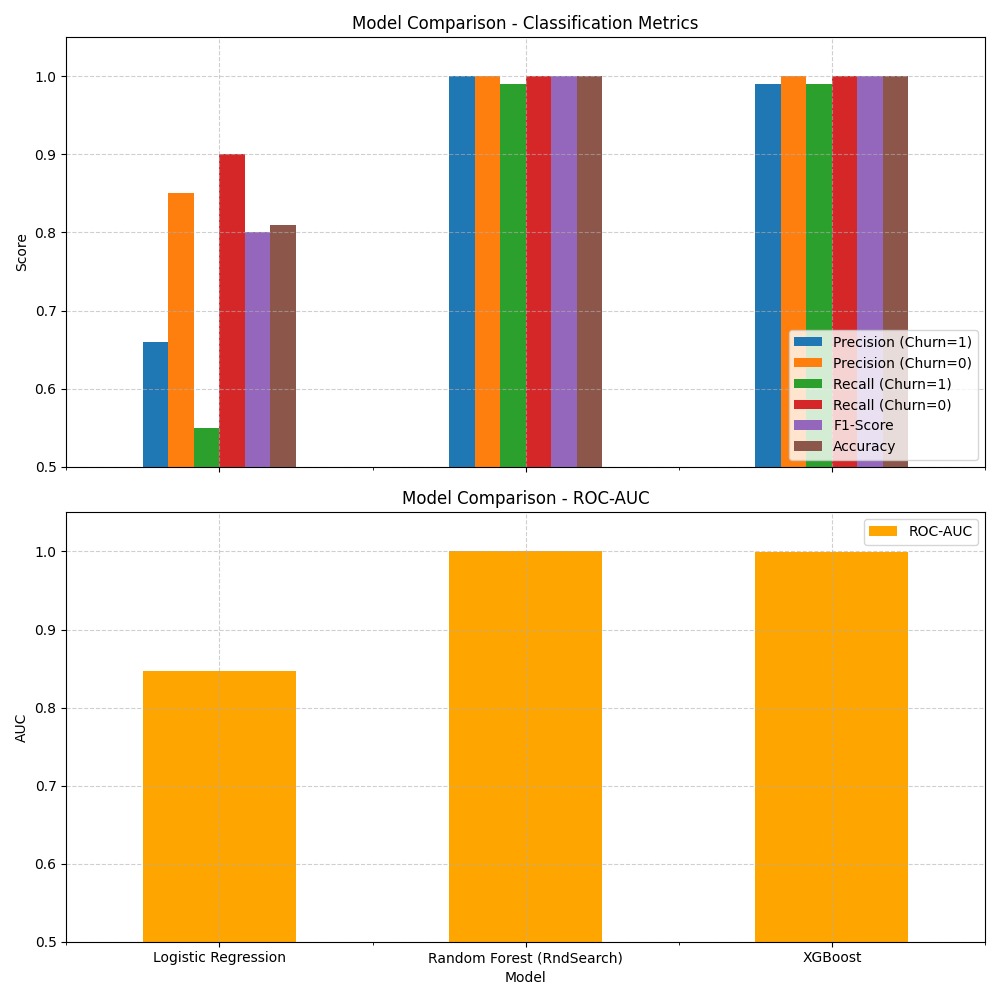 Model Comparison - Classification Metrics
Score
1.0
0.9
0.8
0.7
0.6
0.5
Precision (Churn=1)
Precision (Churn=0)
Recall (Churn=1)
Recall (Churn=0)
F1-Score
Accuracy
Model Comparison - ROC-AUC
AUC
1.0
0.9
0.8
0.7
0.6
0.5
ROC-AUC
Logistic Regression
Random Forest (RndSearch)
XGBoost
Model